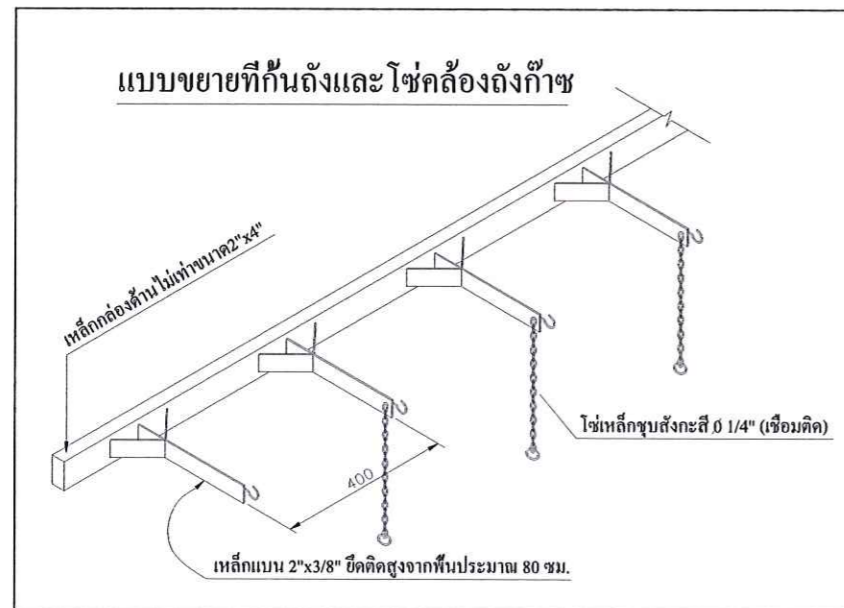 แบบขยายที่กั้นถังและโซ่คล้องถังก๊าซ
เหล็กกล่องด้านไม่เท่าขนาด2"x4"
โซ่เหล็กชุบสังกะสี Ø 1/4" (เชื่อมติด)
400
เหล็กแบน 2"x3/8" ยึดติดสูงจากพื้นประมาณ 80 ซม.